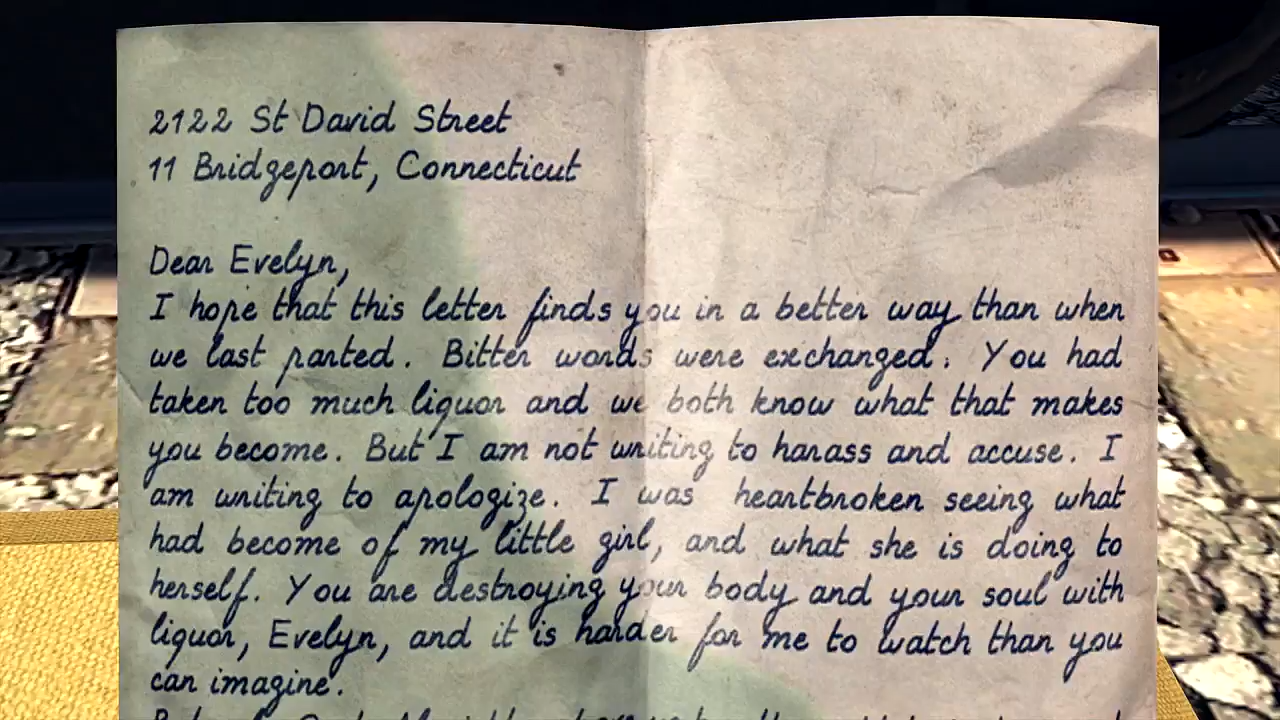 2122 St David Street
11 Bridgeport, Connecticut
Dear Evelyn,
I hope that this letter finds you in a better way than when
we last parted. Bitter words were exchanged. You had
taken too much liquor and we both know what that makes
you become. But I am not writing to harass and accuse. I
am writing to apologize. I was heartbroken seeing what
had become of my little girl, and what she is doing to
herself. You are destroying your body and your soul with
liquor, Evelyn, and it is harder for me to watch than you
can imagine.